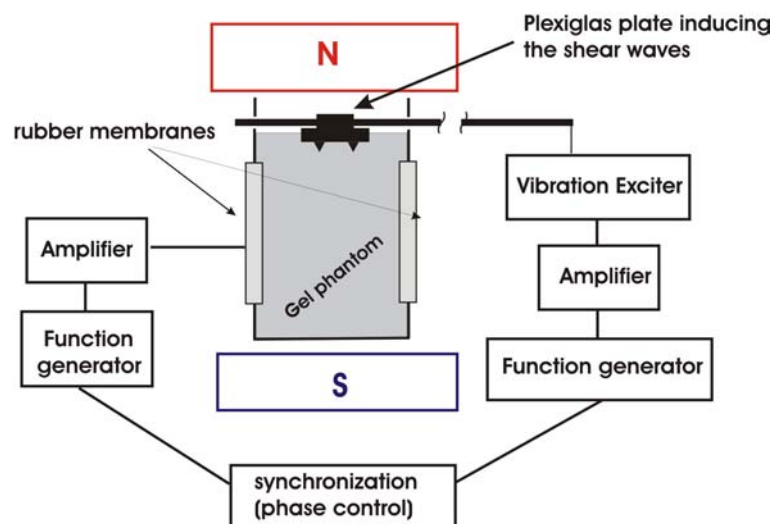 Plexiglas plate inducing
the shear waves
N
rubber membranes
Vibration Exciter
Amplifier
Amplifier
Gel phantom
Function
generator
Function generator
S
synchronization
(phase control)